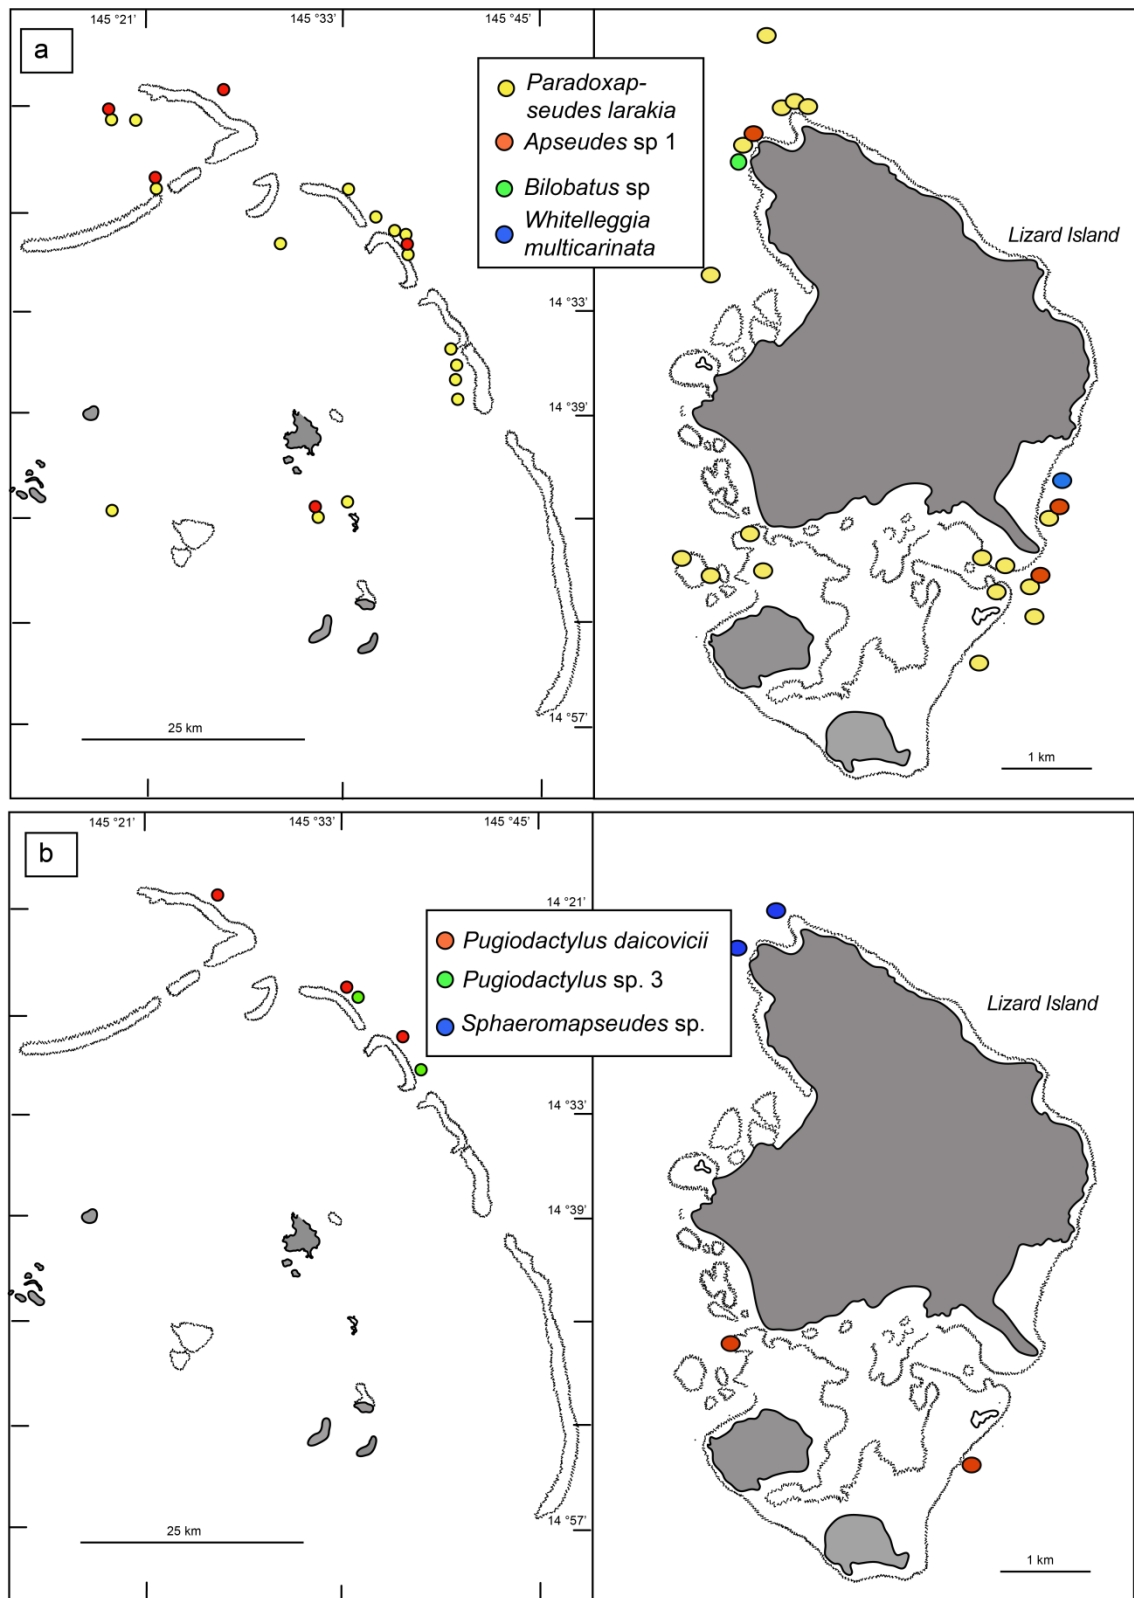 145 °21'
145 °33'
145 °45'
a
Paradoxap-
seudes larakia
Apseudes sp 1
Bilobatus sp
Whitelleggia
multicarinata
Lizard Island
14 °33'
14 °39'
14 °57'
25 km
1 km
145 °21'
145 °33'
145 °45'
b
14 °21'
Pugiodactylus daicovicii
Pugiodactylus sp. 3
Sphaeromapseudes sp.
Lizard Island
14 °33'
14 °39'
14 °57'
25 km
1 km